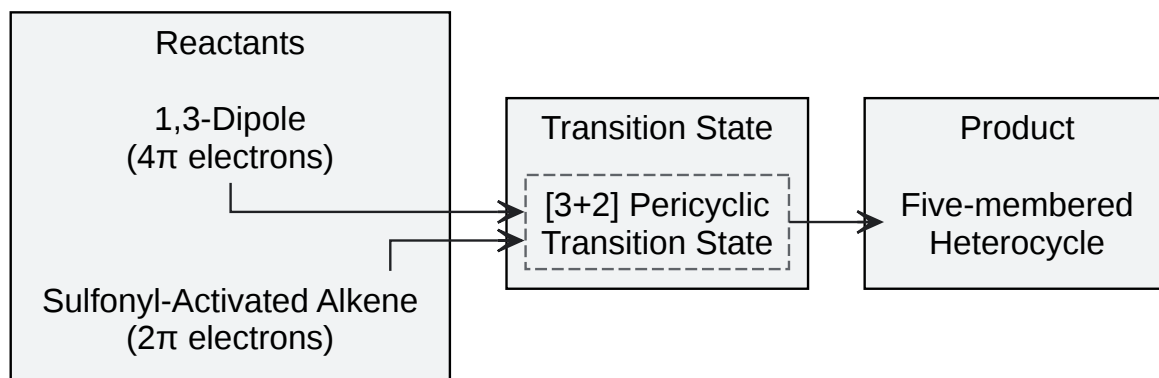 Reactants
1,3-Dipole
(4π electrons)
Sulfonyl-Activated Alkene
(2π electrons)
Transition State
[3+2] Pericyclic
Transition State
Product
Five-membered
Heterocycle